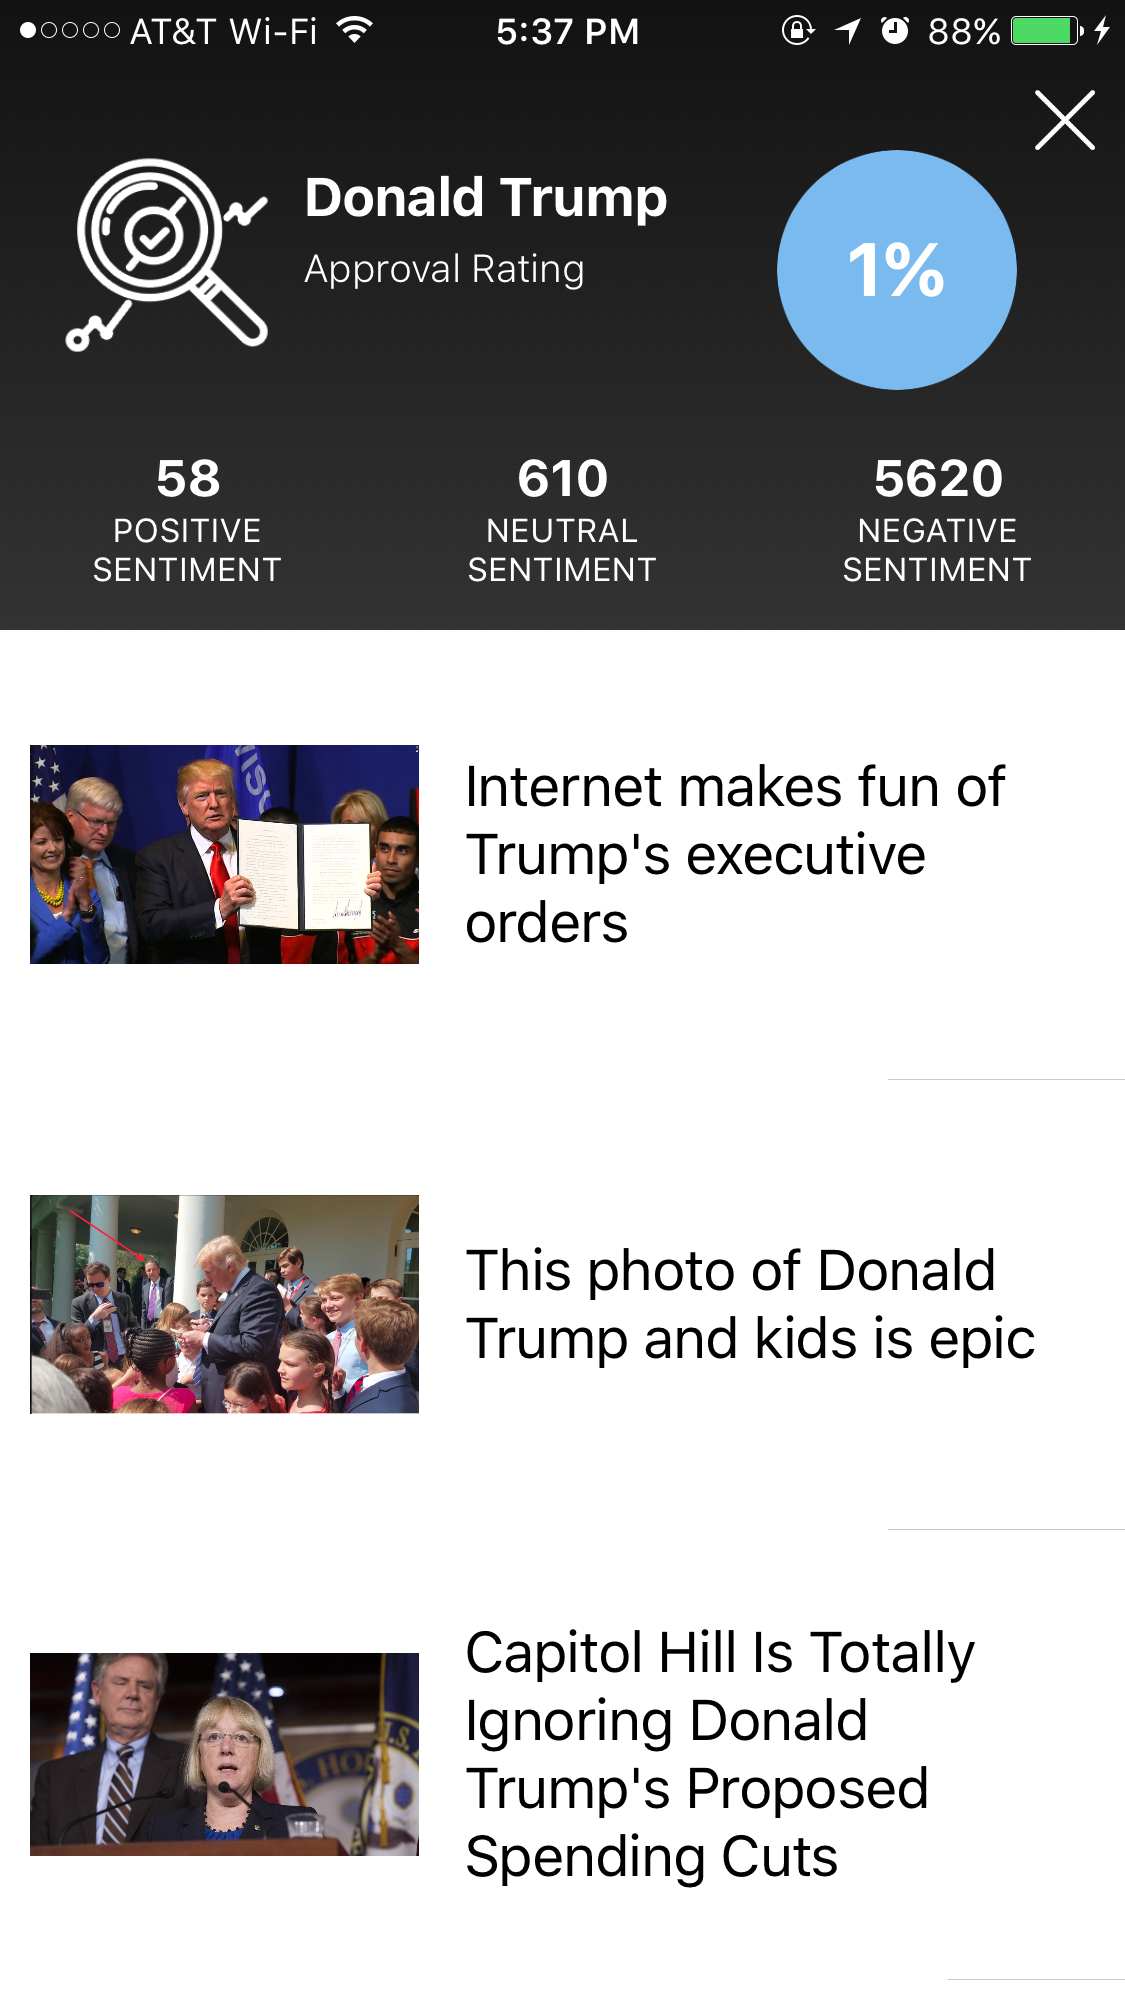 AT&T Wi-Fi 5:37 PM 88%
Donald Trump
Approval Rating
1%
58 610 5620
POSITIVE NEUTRAL NEGATIVE
SENTIMENT SENTIMENT SENTIMENT
Internet makes fun of
Trump's executive
orders
This photo of Donald
Trump and kids is epic
Capitol Hill Is Totally
Ignoring Donald
Trump's Proposed
Spending Cuts